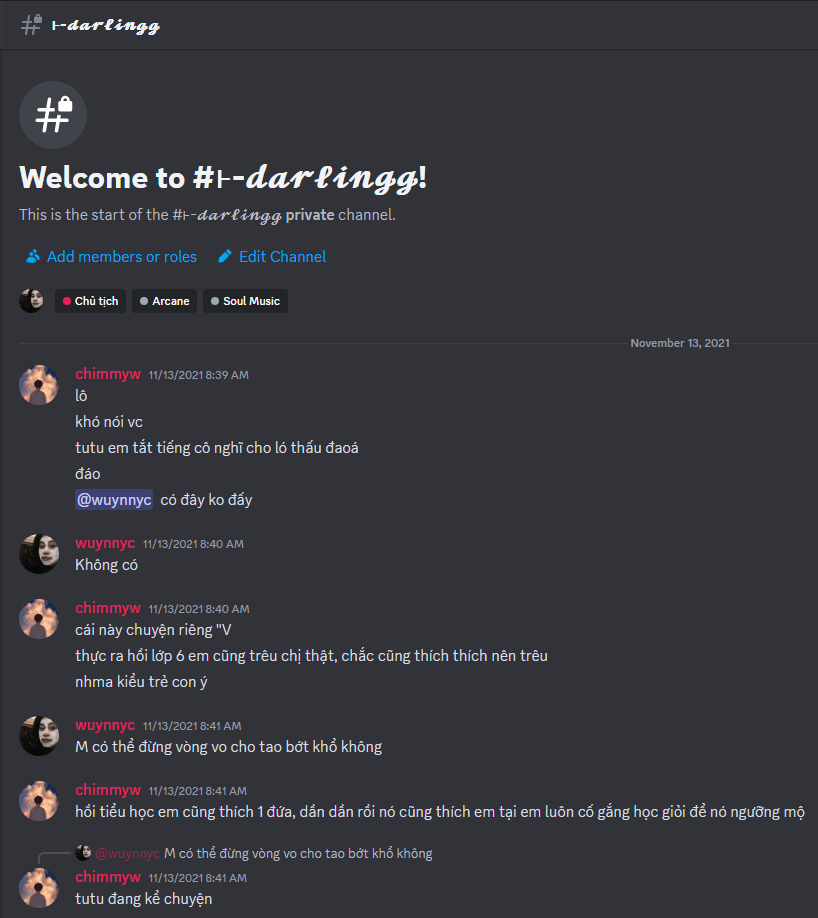 ⊦-𝓭𝓪𝓻𝓵𝓲𝓷𝓰𝓰
Welcome to #⊦-𝓭𝓪𝓻𝓵𝓲𝓷𝓰𝓰!
This is the start of the #⊦-𝓭𝓪𝓻𝓵𝓲𝓷𝓰𝓰 private channel.
Add members or roles Edit Channel
Chủ tịch Arcane Soul Music
November 13, 2021
chimmyw 11/13/2021 8:39 AM
lô
khó nói vc
tutu em tắt tiếng cô nghĩ cho ló thấu đaoá
đáo
@wuynnyc có đây ko đấy
wuynnyc 11/13/2021 8:40 AM
Không có
chimmyw 11/13/2021 8:40 AM
cái này chuyện riêng "V
thực ra hồi lớp 6 em cũng trêu chị thật, chắc cũng thích thích nên trêu
nhma kiểu trẻ con ý
wuynnyc 11/13/2021 8:41 AM
M có thể đừng vòng vo cho tao bớt khổ không
chimmyw 11/13/2021 8:41 AM
hồi tiểu học em cũng thích 1 đứa, dần dần rồi nó cũng thích em tại em luôn cố gắng học giỏi để nó ngưỡng mộ
@wuynnyc M có thể đừng vòng vo cho tao bớt khổ không
chimmyw 11/13/2021 8:41 AM
tutu đang kể chuyện